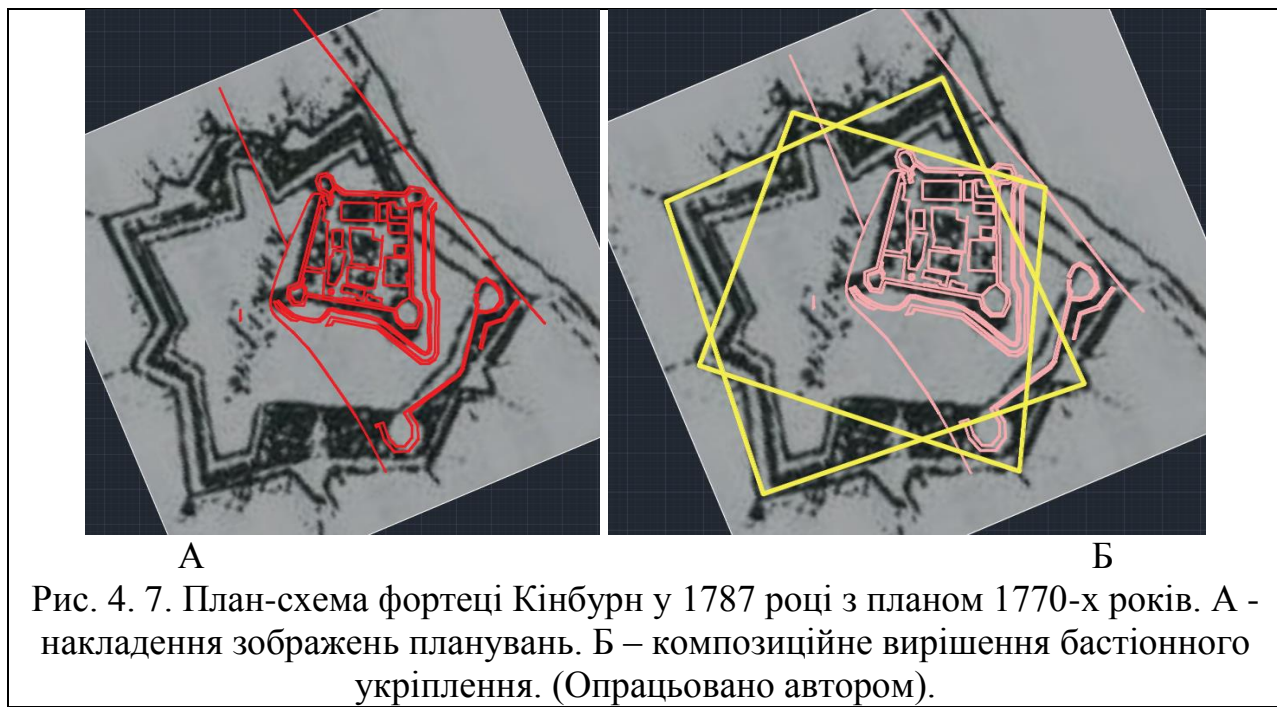 А Б
Рис. 4. 7. План-схема фортеці Кінбурн у 1787 році з планом 1770-х років. А -
накладення зображень планувань. Б – композиційне вирішення бастіонного
укріплення. (Опрацьовано автором).